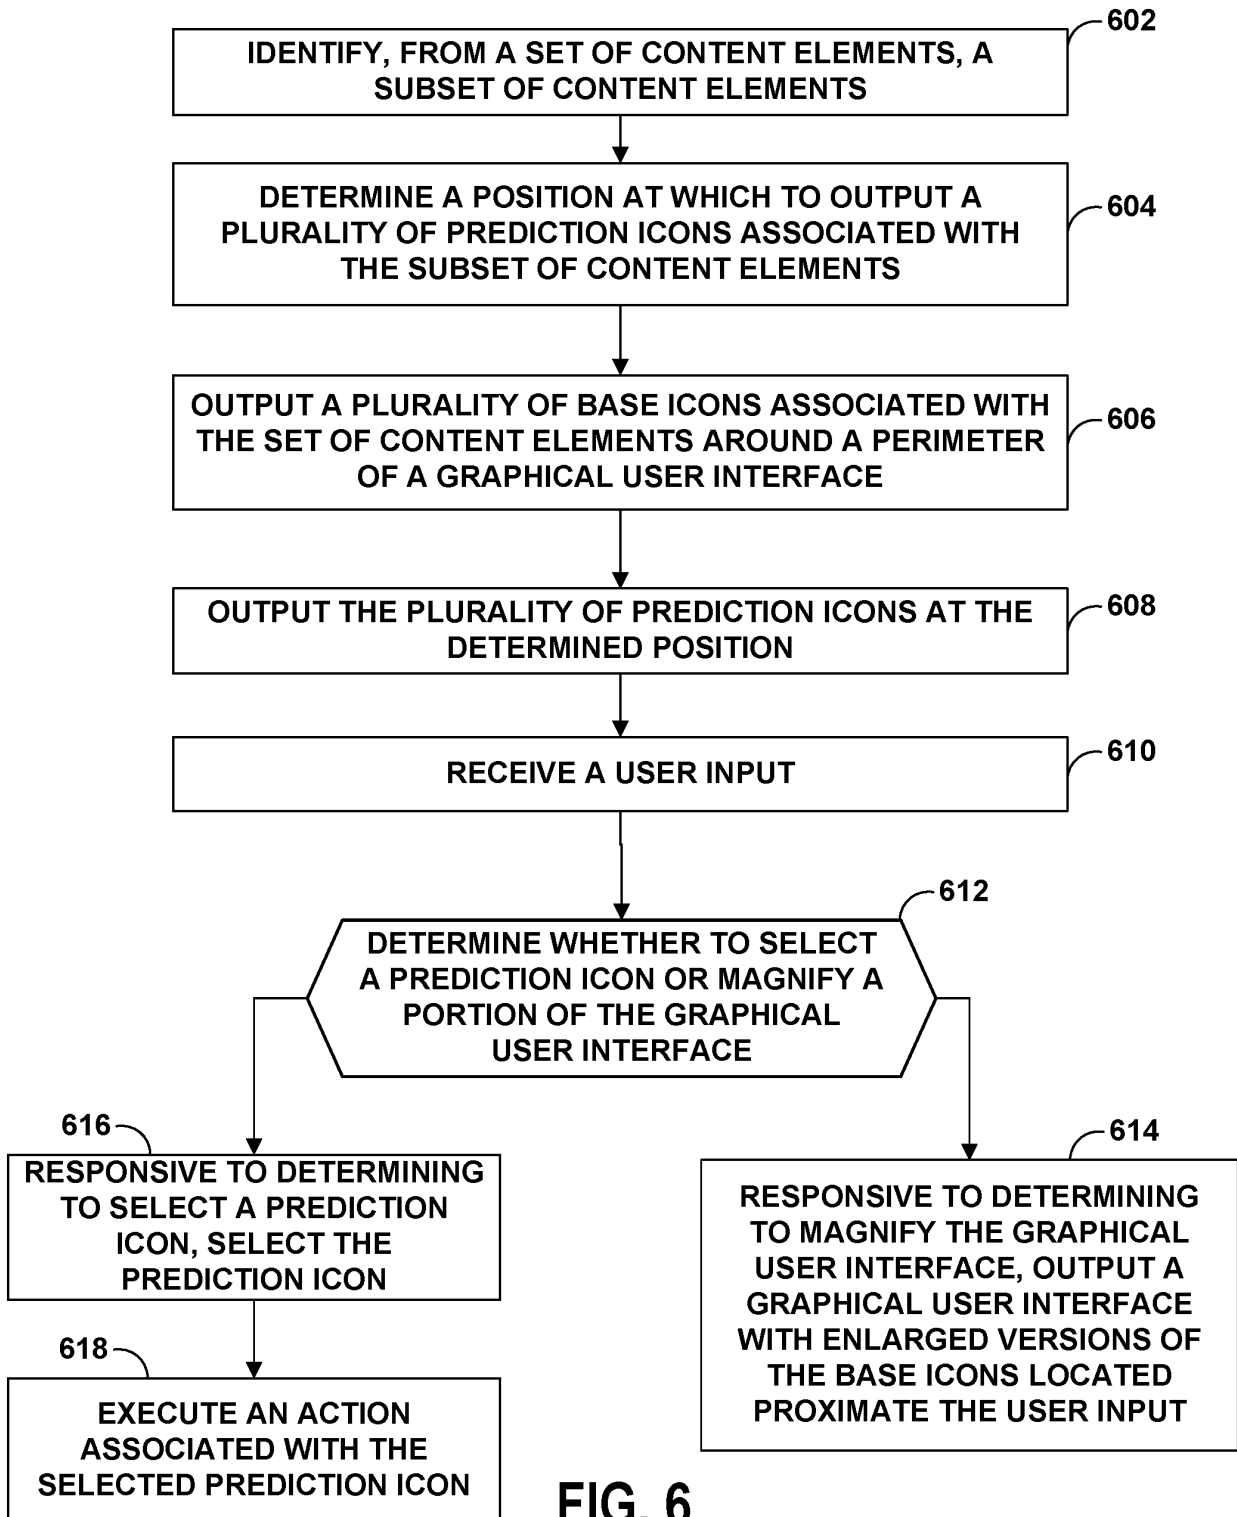 602
IDENTIFY, FROM A SET OF CONTENT ELEMENTS, A
SUBSET OF CONTENT ELEMENTS
604
DETERMINE A POSITION AT WHICH TO OUTPUT A
PLURALITY OF PREDICTION ICONS ASSOCIATED WITH
THE SUBSET OF CONTENT ELEMENTS
606
OUTPUT A PLURALITY OF BASE ICONS ASSOCIATED WITH
THE SET OF CONTENT ELEMENTS AROUND A PERIMETER
OF A GRAPHICAL USER INTERFACE
608
OUTPUT THE PLURALITY OF PREDICTION ICONS AT THE
DETERMINED POSITION
610
RECEIVE A USER INPUT
612
DETERMINE WHETHER TO SELECT
A PREDICTION ICON OR MAGNIFY A
PORTION OF THE GRAPHICAL
USER INTERFACE
616
RESPONSIVE TO DETERMINING
TO SELECT A PREDICTION
ICON, SELECT THE
PREDICTION ICON
614
RESPONSIVE TO DETERMINING
TO MAGNIFY THE GRAPHICAL
USER INTERFACE, OUTPUT A
GRAPHICAL USER INTERFACE
WITH ENLARGED VERSIONS OF
THE BASE ICONS LOCATED
PROXIMATE THE USER INPUT
618
EXECUTE AN ACTION
ASSOCIATED WITH THE
SELECTED PREDICTION ICON
FIG. 6